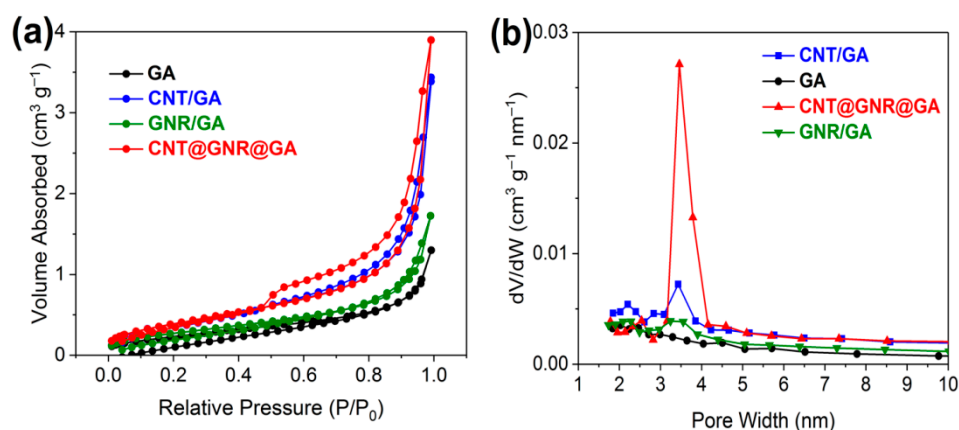 (a)
Volume Absorbed (cm³ g⁻¹)
4
3
2
1
0
GA
CNT/GA
GNR/GA
CNT@GNR@GA
0.0 0.2 0.4 0.6 0.8 1.0
Relative Pressure (P/P₀)
(b)
dV/dW (cm³ g⁻¹ nm⁻¹)
0.03
0.02
0.01
0.00
CNT/GA
GA
CNT@GNR@GA
GNR/GA
1 2 3 4 5 6 7 8 9 10
Pore Width (nm)